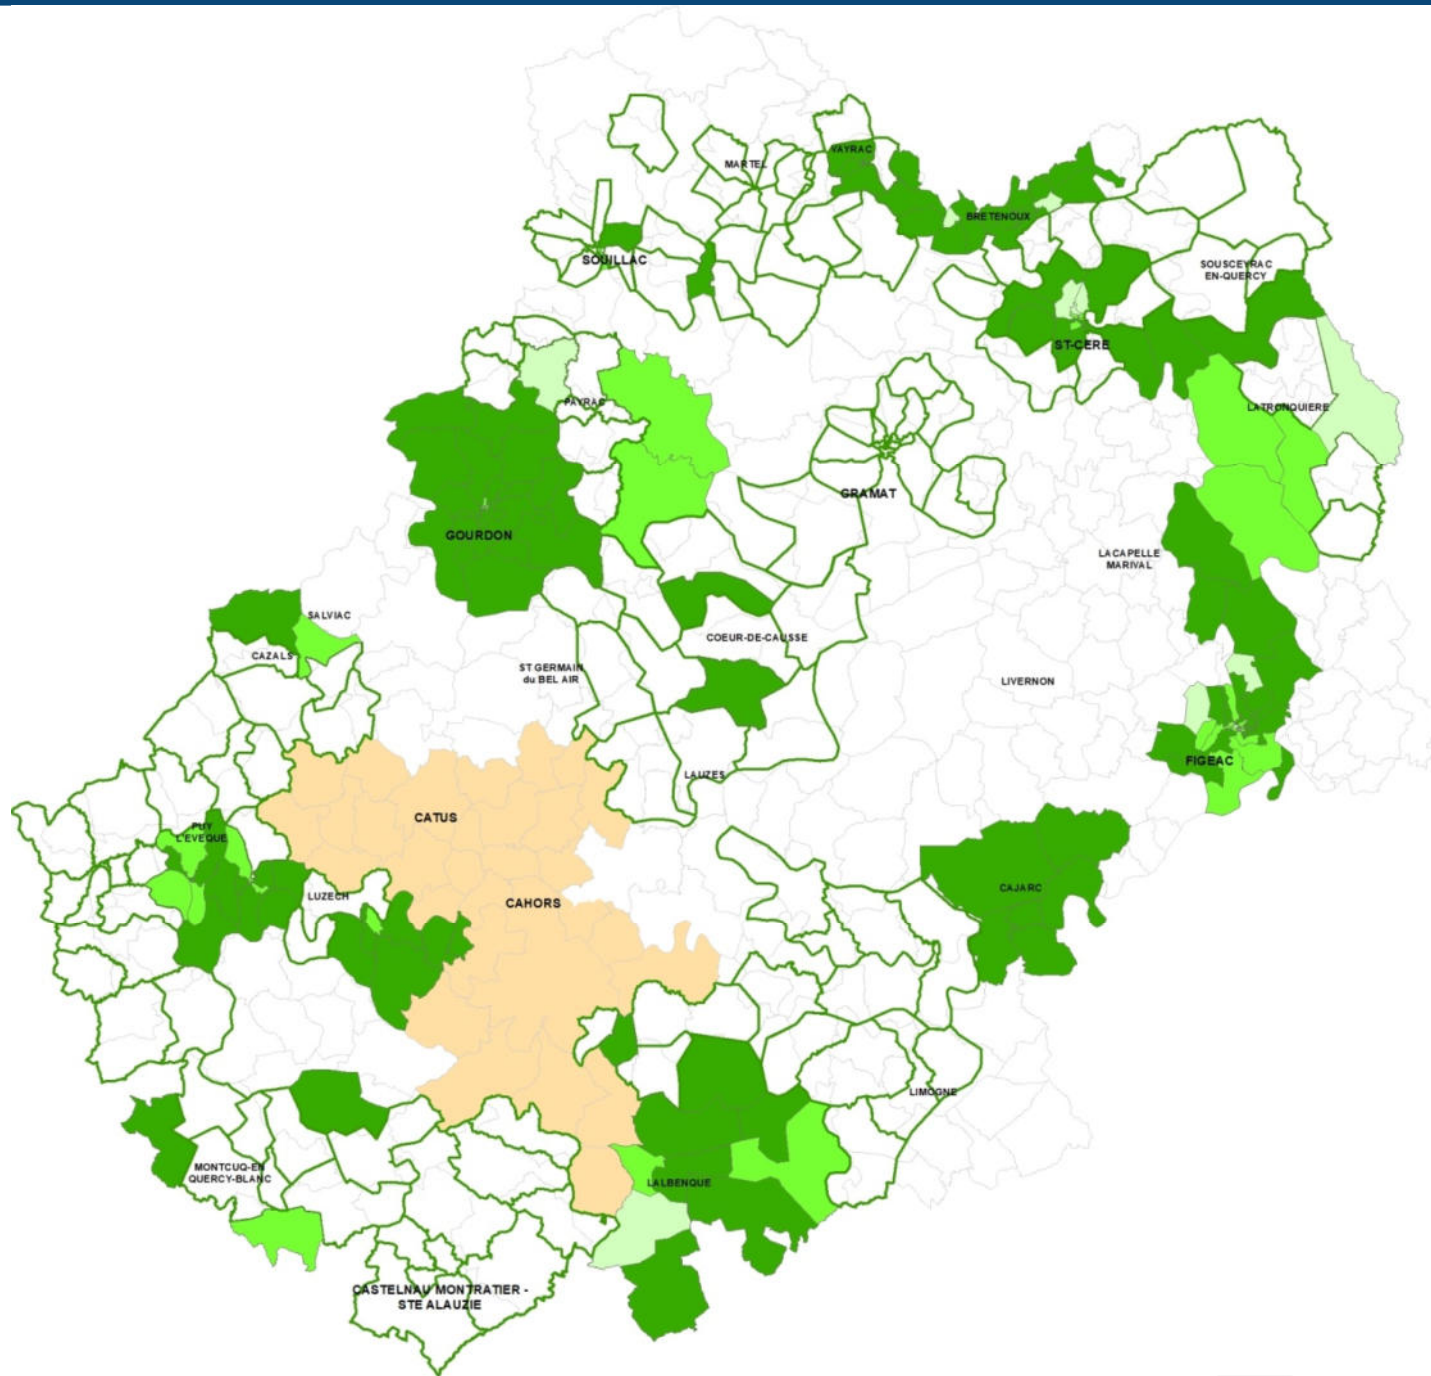 VAYRAC
MARTEL
BRETENOUX
SOUILLAC
SOUSCEYRAC
EN-QUERCY
ST-CERE
PAYRAC
LATRONQUIERE
GRAMAT
GOURDON
LACAPELLE
MARIVAL
SALVIAC
COEUR-DE-CAUSSE
CAZALS
ST GERMAIN
du BEL AIR
LIVERNON
FIGEAC
LAUZES
CATUS
PUY
L'EVEQUE
CAJARC
LUZECH
CAHORS
LIMOGNE
MONTCUQ-EN
QUERCY-BLANC
LALBENQUE
CASTELNAU MONTRATIER -
STE ALAUZIE